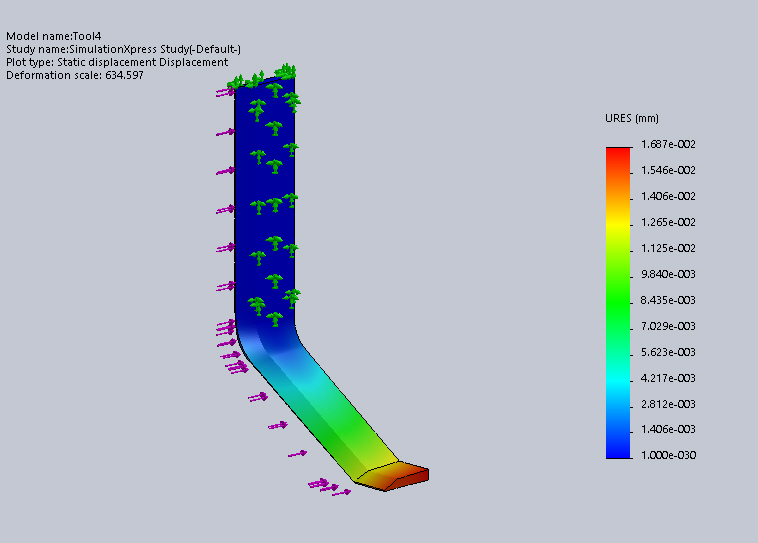 Model name:Tool4
Study name:SimulationXpress Study(-Default-)
Plot type: Static displacement Displacement
Deformation scale: 634.597
URES (mm)
1.687e-002
1.546e-002
1.406e-002
1.265e-002
1.125e-002
9.840e-003
8.435e-003
7.029e-003
5.623e-003
4.217e-003
2.812e-003
1.406e-003
1.000e-030